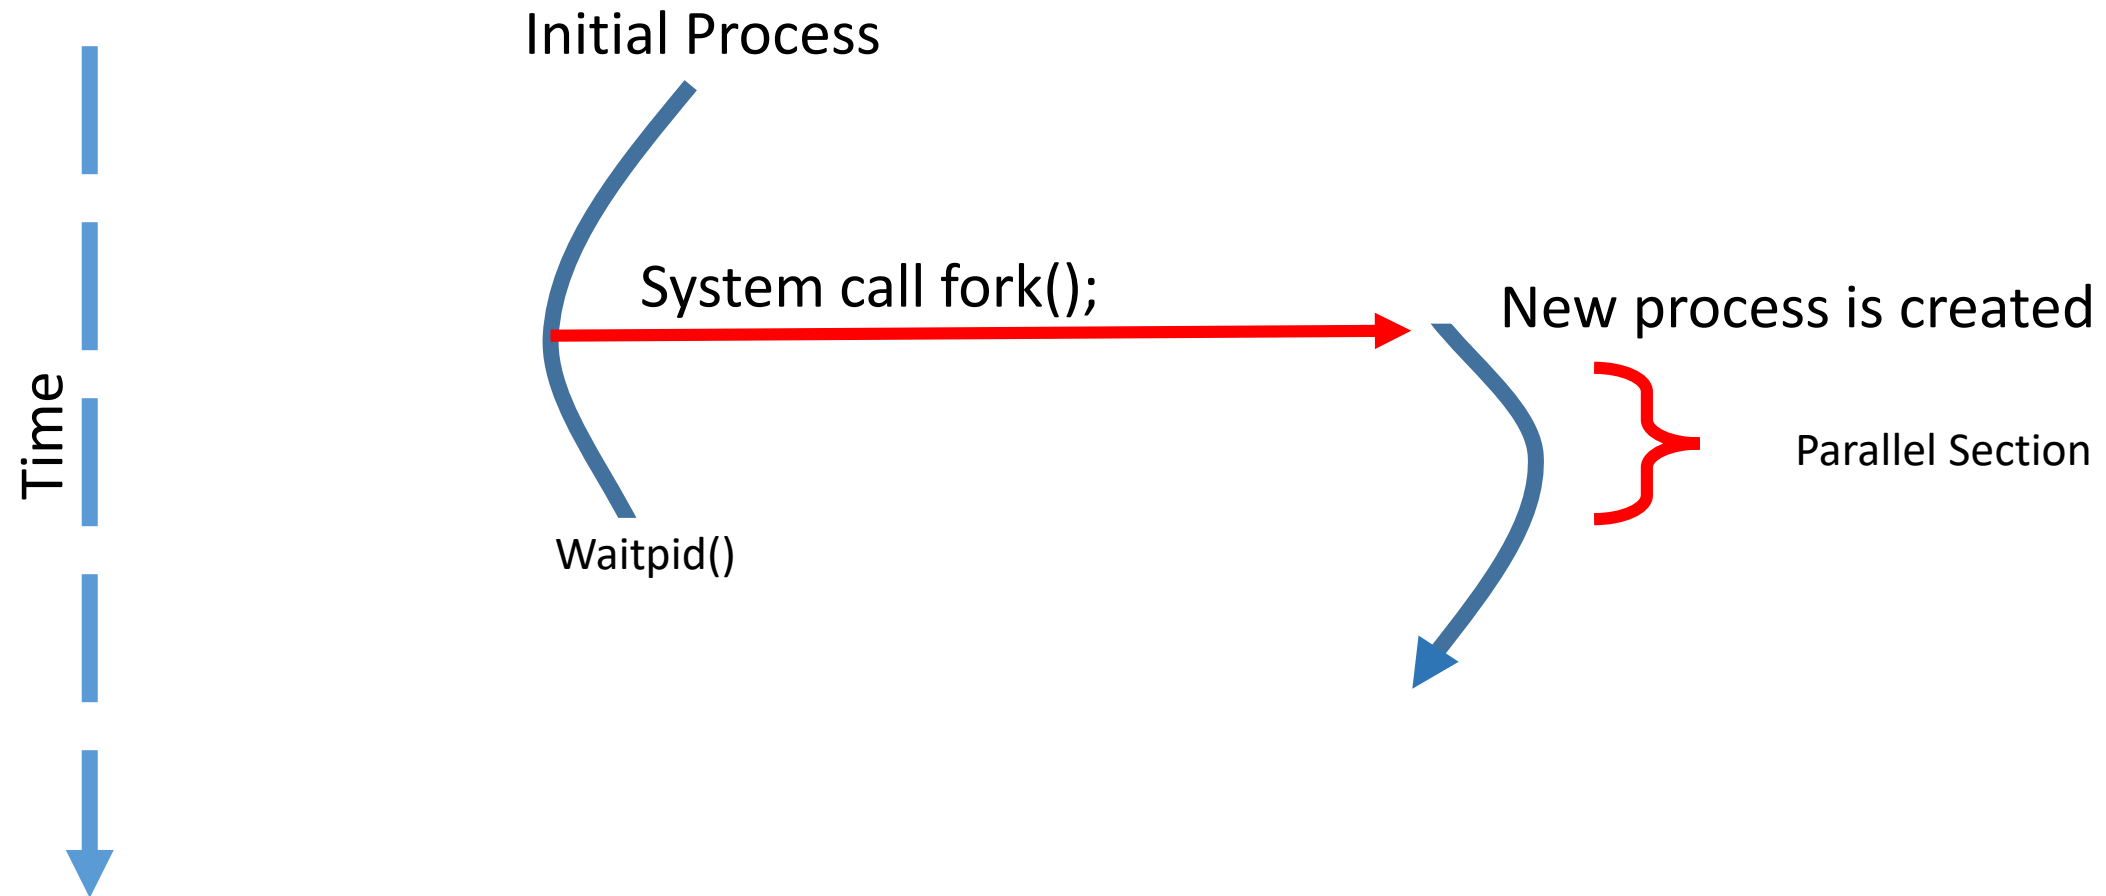 Initial Process
System call fork();
New process is created
Time
Parallel Section
Waitpid()